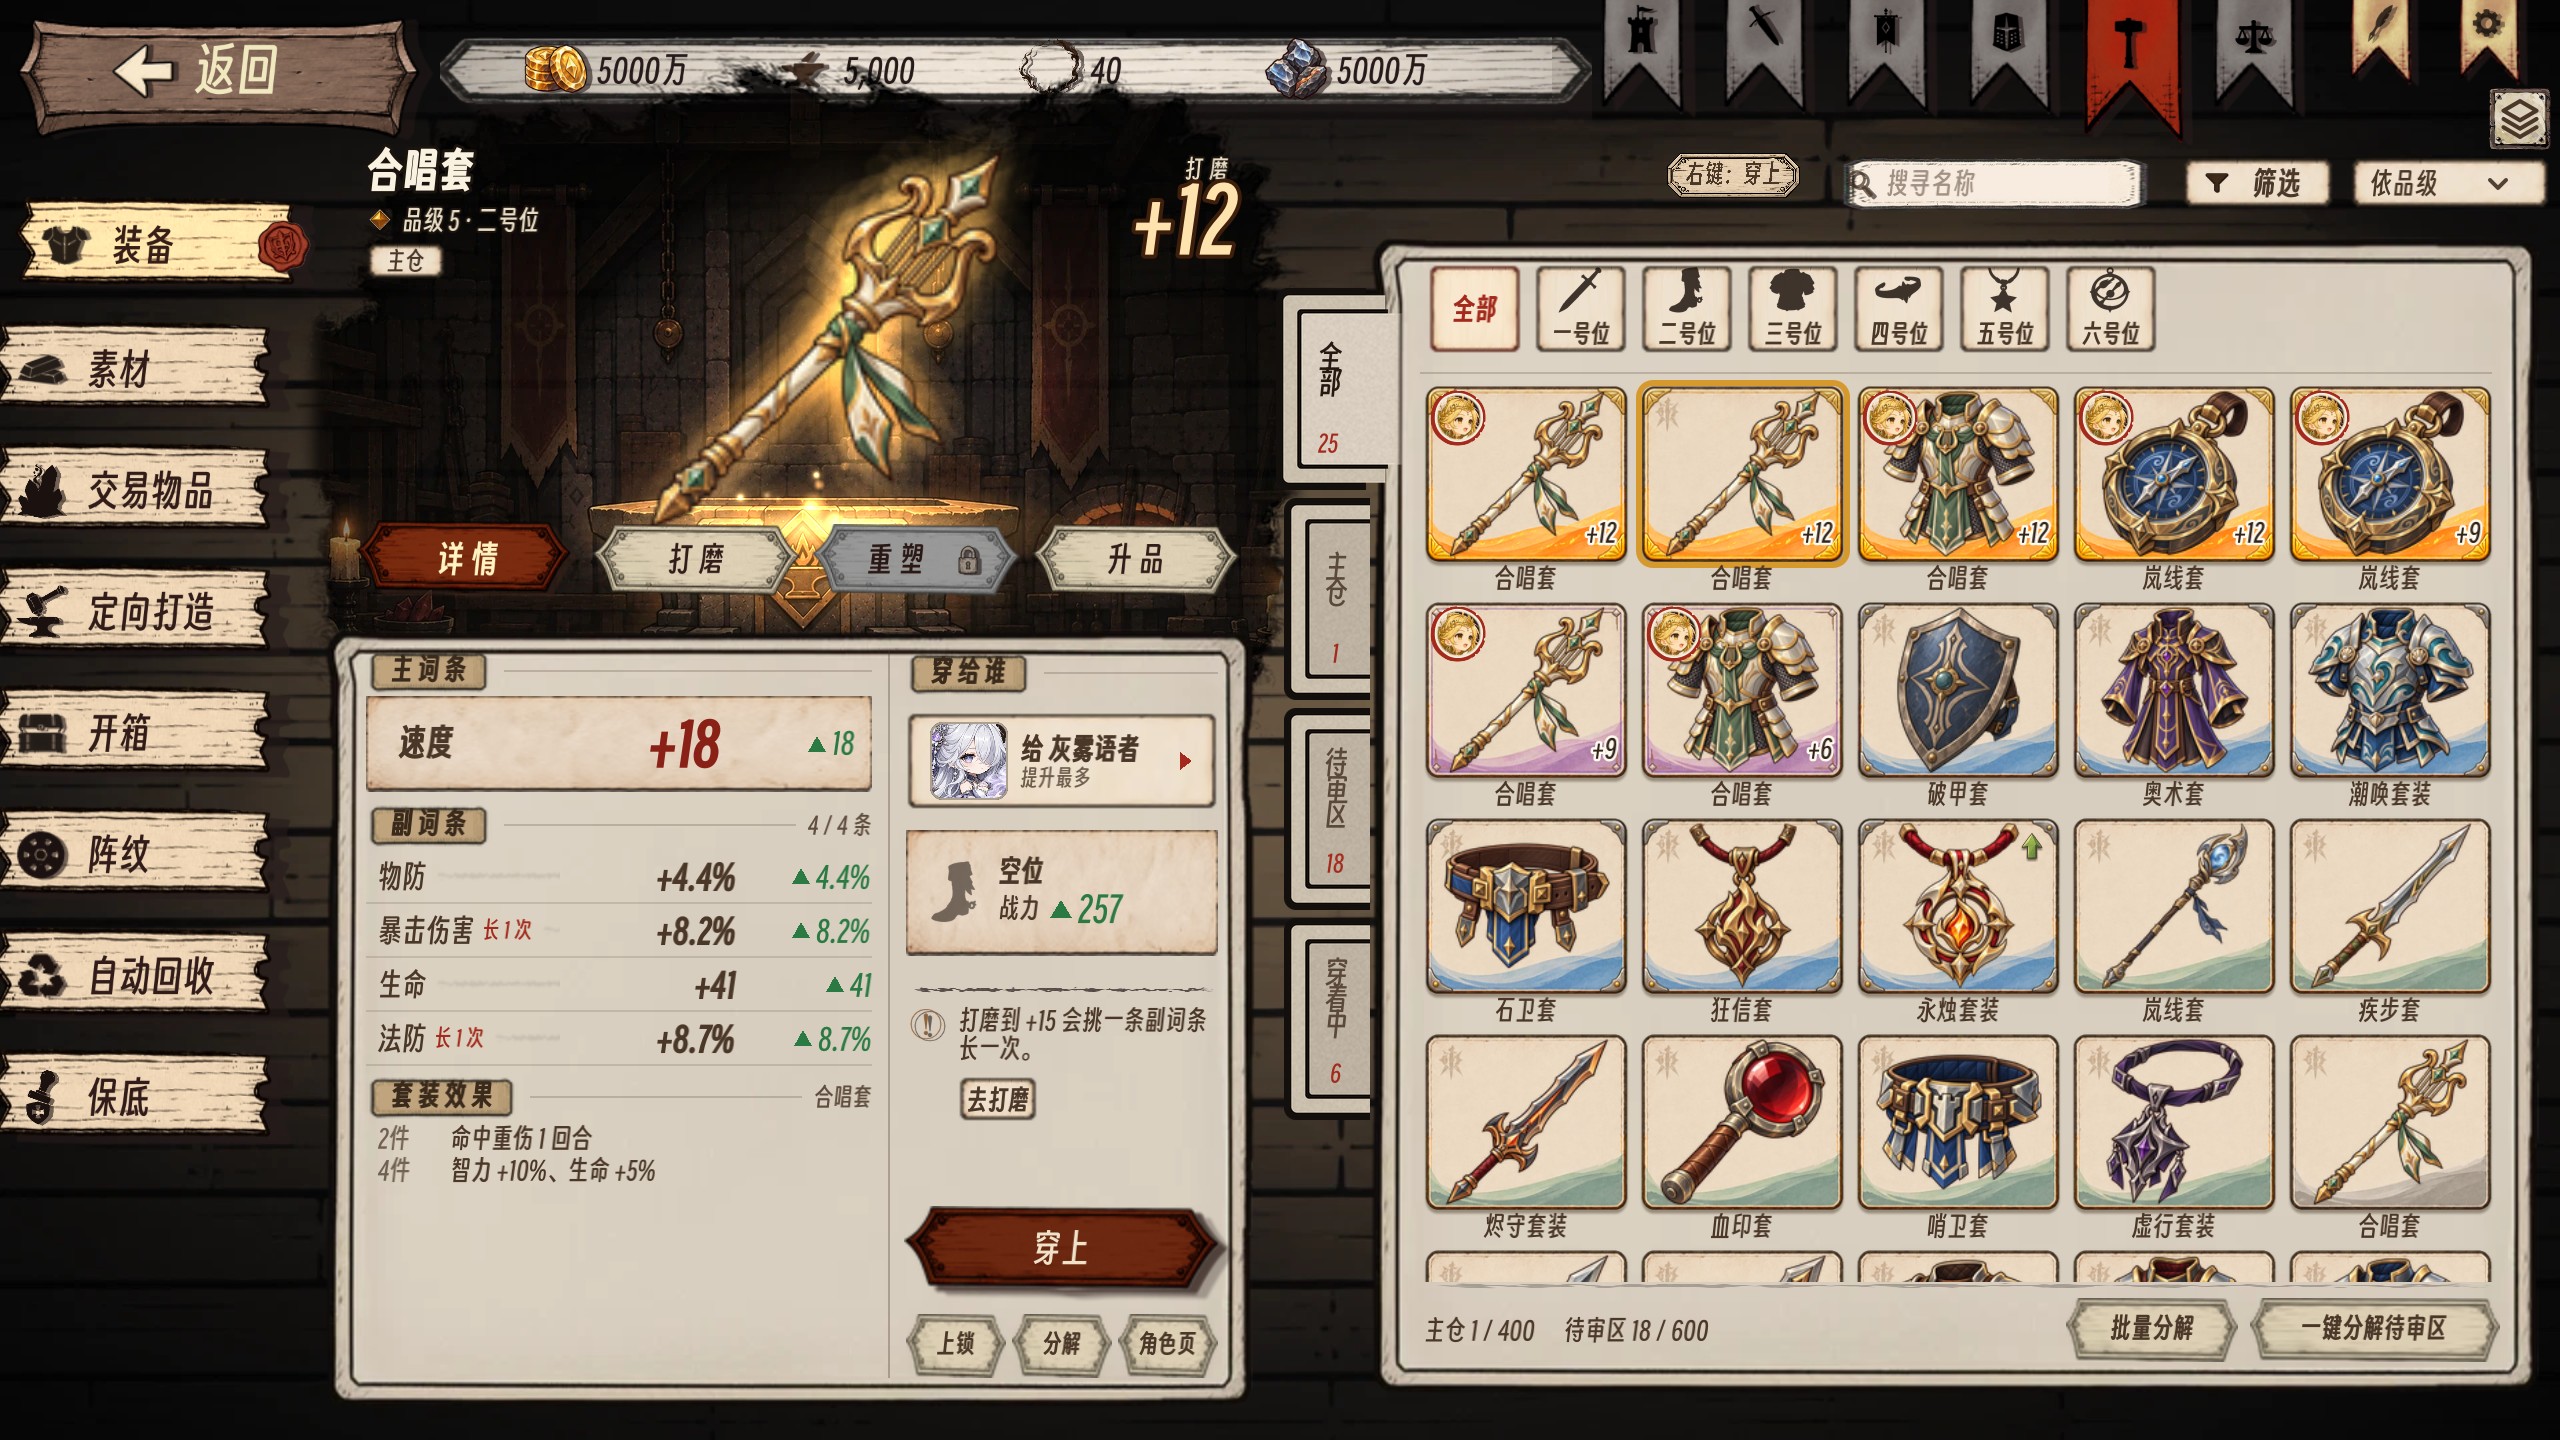 返回
5000万
5,000
40
5000万
合唱套
品级 5 · 二号位
主仓
打磨
+12
右键：穿上
搜寻名称
筛选
依品级
装备
素材
交易物品
定向打造
开箱
阵纹
自动回收
保底
详情
打磨
重塑
升品
主词条
速度
+18
18
副词条
4 / 4 条
物防
+4.4%
4.4%
暴击伤害 长1次
+8.2%
8.2%
生命
+41
41
法防 长1次
+8.7%
8.7%
套装效果
合唱套
2件 命中重伤 1 回合
4件 智力 +10%、生命 +5%
穿给谁
给 灰雾语者
提升最多
空位
战力 257
打磨到 +15 会挑一条副词条
长一次。
去打磨
穿上
上锁
分解
角色页
全部
25
主仓
1
待审区
18
穿着中
6
全部
一号位
二号位
三号位
四号位
五号位
六号位
+12
+12
+12
+12
+9
合唱套
合唱套
合唱套
岚线套
岚线套
+9
+6
合唱套
合唱套
破甲套
奥术套
潮唤套装
石卫套
狂信套
永烛套装
岚线套
疾步套
烬守套装
血印套
哨卫套
虚行套装
合唱套
主仓 1 / 400
待审区 18 / 600
批量分解
一键分解待审区